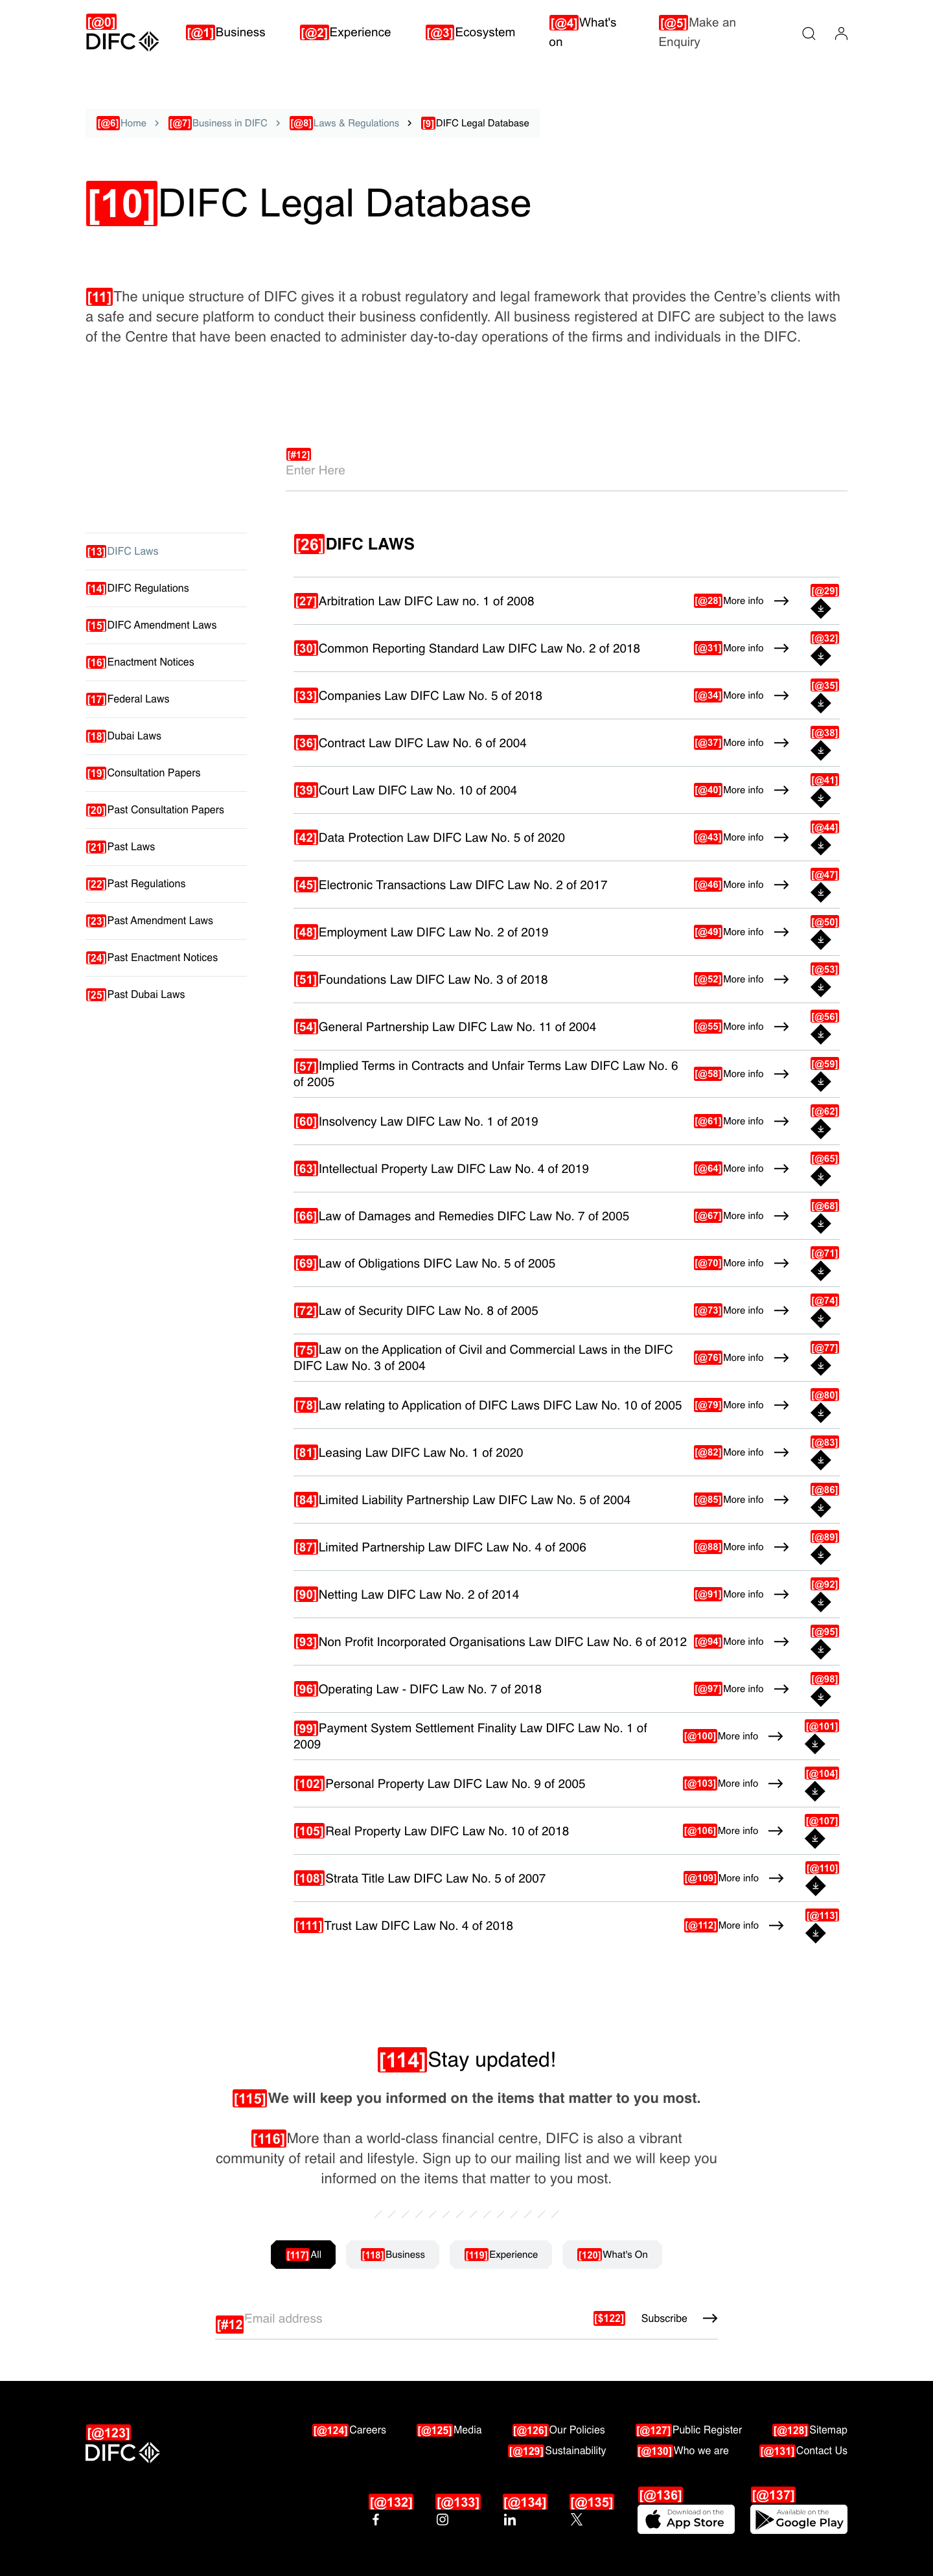 [@0]
DIFC
[@1]Business
[@2]Experience
[@3]Ecosystem
[@4]What's
on
[@5]Make an
Enquiry
[@6]Home
[@7]Business in DIFC
[@8]Laws & Regulations
[9]DIFC Legal Database
[10]DIFC Legal Database
[11]The unique structure of DIFC gives it a robust regulatory and legal framework that provides the Centre's clients with
a safe and secure platform to conduct their business confidently. All business registered at DIFC are subject to the laws
of the Centre that have been enacted to administer day-to-day operations of the firms and individuals in the DIFC.
[#12]
Enter Here
[13]DIFC Laws
[14]DIFC Regulations
[15]DIFC Amendment Laws
[16]Enactment Notices
[17]Federal Laws
[18]Dubai Laws
[19]Consultation Papers
[20]Past Consultation Papers
[21]Past Laws
[22]Past Regulations
[23]Past Amendment Laws
[24]Past Enactment Notices
[25]Past Dubai Laws
[26]DIFC LAWS
[27]Arbitration Law DIFC Law no. 1 of 2008 [@28]More info [@29]
[30]Common Reporting Standard Law DIFC Law No. 2 of 2018 [@31]More info [@32]
[33]Companies Law DIFC Law No. 5 of 2018 [@34]More info [@35]
[36]Contract Law DIFC Law No. 6 of 2004 [@37]More info [@38]
[39]Court Law DIFC Law No. 10 of 2004 [@40]More info [@41]
[42]Data Protection Law DIFC Law No. 5 of 2020 [@43]More info [@44]
[45]Electronic Transactions Law DIFC Law No. 2 of 2017 [@46]More info [@47]
[48]Employment Law DIFC Law No. 2 of 2019 [@49]More info [@50]
[51]Foundations Law DIFC Law No. 3 of 2018 [@52]More info [@53]
[54]General Partnership Law DIFC Law No. 11 of 2004 [@55]More info [@56]
[57]Implied Terms in Contracts and Unfair Terms Law DIFC Law No. 6
of 2005 [@58]More info [@59]
[60]Insolvency Law DIFC Law No. 1 of 2019 [@61]More info [@62]
[63]Intellectual Property Law DIFC Law No. 4 of 2019 [@64]More info [@65]
[66]Law of Damages and Remedies DIFC Law No. 7 of 2005 [@67]More info [@68]
[69]Law of Obligations DIFC Law No. 5 of 2005 [@70]More info [@71]
[72]Law of Security DIFC Law No. 8 of 2005 [@73]More info [@74]
[75]Law on the Application of Civil and Commercial Laws in the DIFC
DIFC Law No. 3 of 2004 [@76]More info [@77]
[78]Law relating to Application of DIFC Laws DIFC Law No. 10 of 2005 [@79]More info [@80]
[81]Leasing Law DIFC Law No. 1 of 2020 [@82]More info [@83]
[84]Limited Liability Partnership Law DIFC Law No. 5 of 2004 [@85]More info [@86]
[87]Limited Partnership Law DIFC Law No. 4 of 2006 [@88]More info [@89]
[90]Netting Law DIFC Law No. 2 of 2014 [@91]More info [@92]
[93]Non Profit Incorporated Organisations Law DIFC Law No. 6 of 2012 [@94]More info [@95]
[96]Operating Law - DIFC Law No. 7 of 2018 [@97]More info [@98]
[99]Payment System Settlement Finality Law DIFC Law No. 1 of
2009 [@100]More info [@101]
[102]Personal Property Law DIFC Law No. 9 of 2005 [@103]More info [@104]
[105]Real Property Law DIFC Law No. 10 of 2018 [@106]More info [@107]
[108]Strata Title Law DIFC Law No. 5 of 2007 [@109]More info [@110]
[111]Trust Law DIFC Law No. 4 of 2018 [@112]More info [@113]
[114]Stay updated!
[115]We will keep you informed on the items that matter to you most.
[116]More than a world-class financial centre, DIFC is also a vibrant
community of retail and lifestyle. Sign up to our mailing list and we will keep you
informed on the items that matter to you most.
[117]All
[118]Business
[119]Experience
[120]What's On
[#12
Email address
[$122]
Subscribe
[@123]
DIFC
[@124]Careers
[@125]Media
[@126]Our Policies
[@127]Public Register
[@128]Sitemap
[@129]Sustainability
[@130]Who we are
[@131]Contact Us
[@132]
[@133]
[@134]
[@135]
[@136]
Download on the
App Store
[@137]
Available on the
Google Play